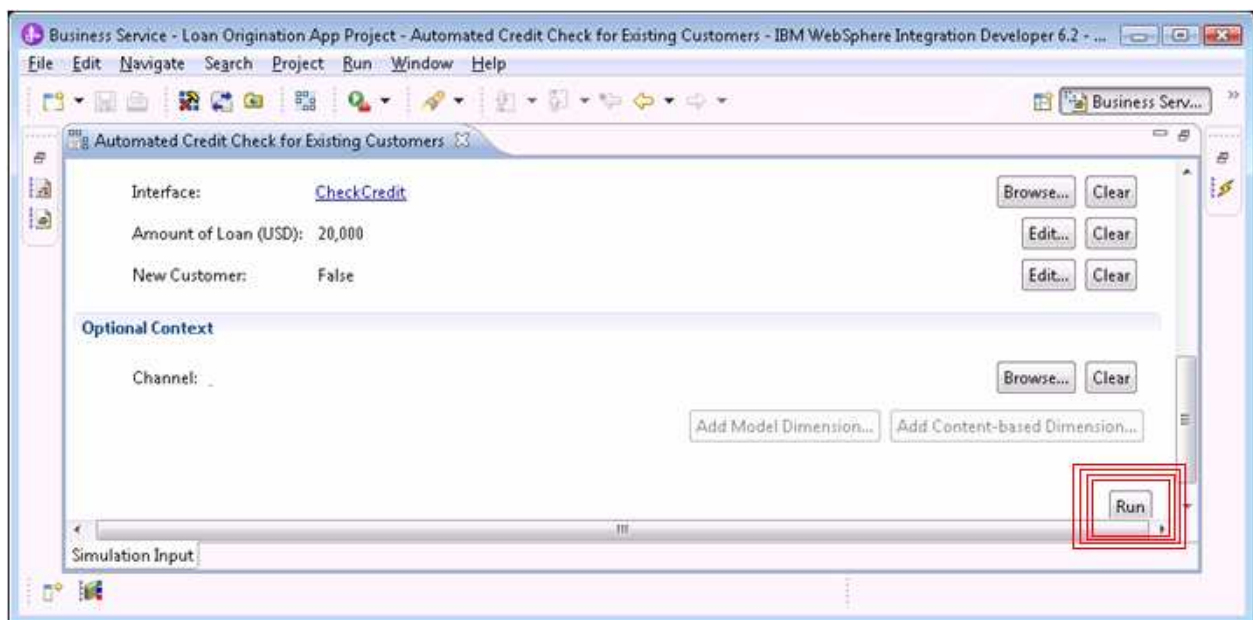 Business Service - Loan Origination App Project - Automated Credit Check for Existing Customers - IBM WebSphere Integration Developer 6.2 - ...
File Edit Navigate Search Project Run Window Help
Business Serv...
Automated Credit Check for Existing Customers
Interface: CheckCredit Browse... Clear
Amount of Loan (USD): 20,000 Edit... Clear
New Customer: False Edit... Clear
Optional Context
Channel: Browse... Clear
Add Model Dimension... Add Content-based Dimension...
Run
Simulation Input